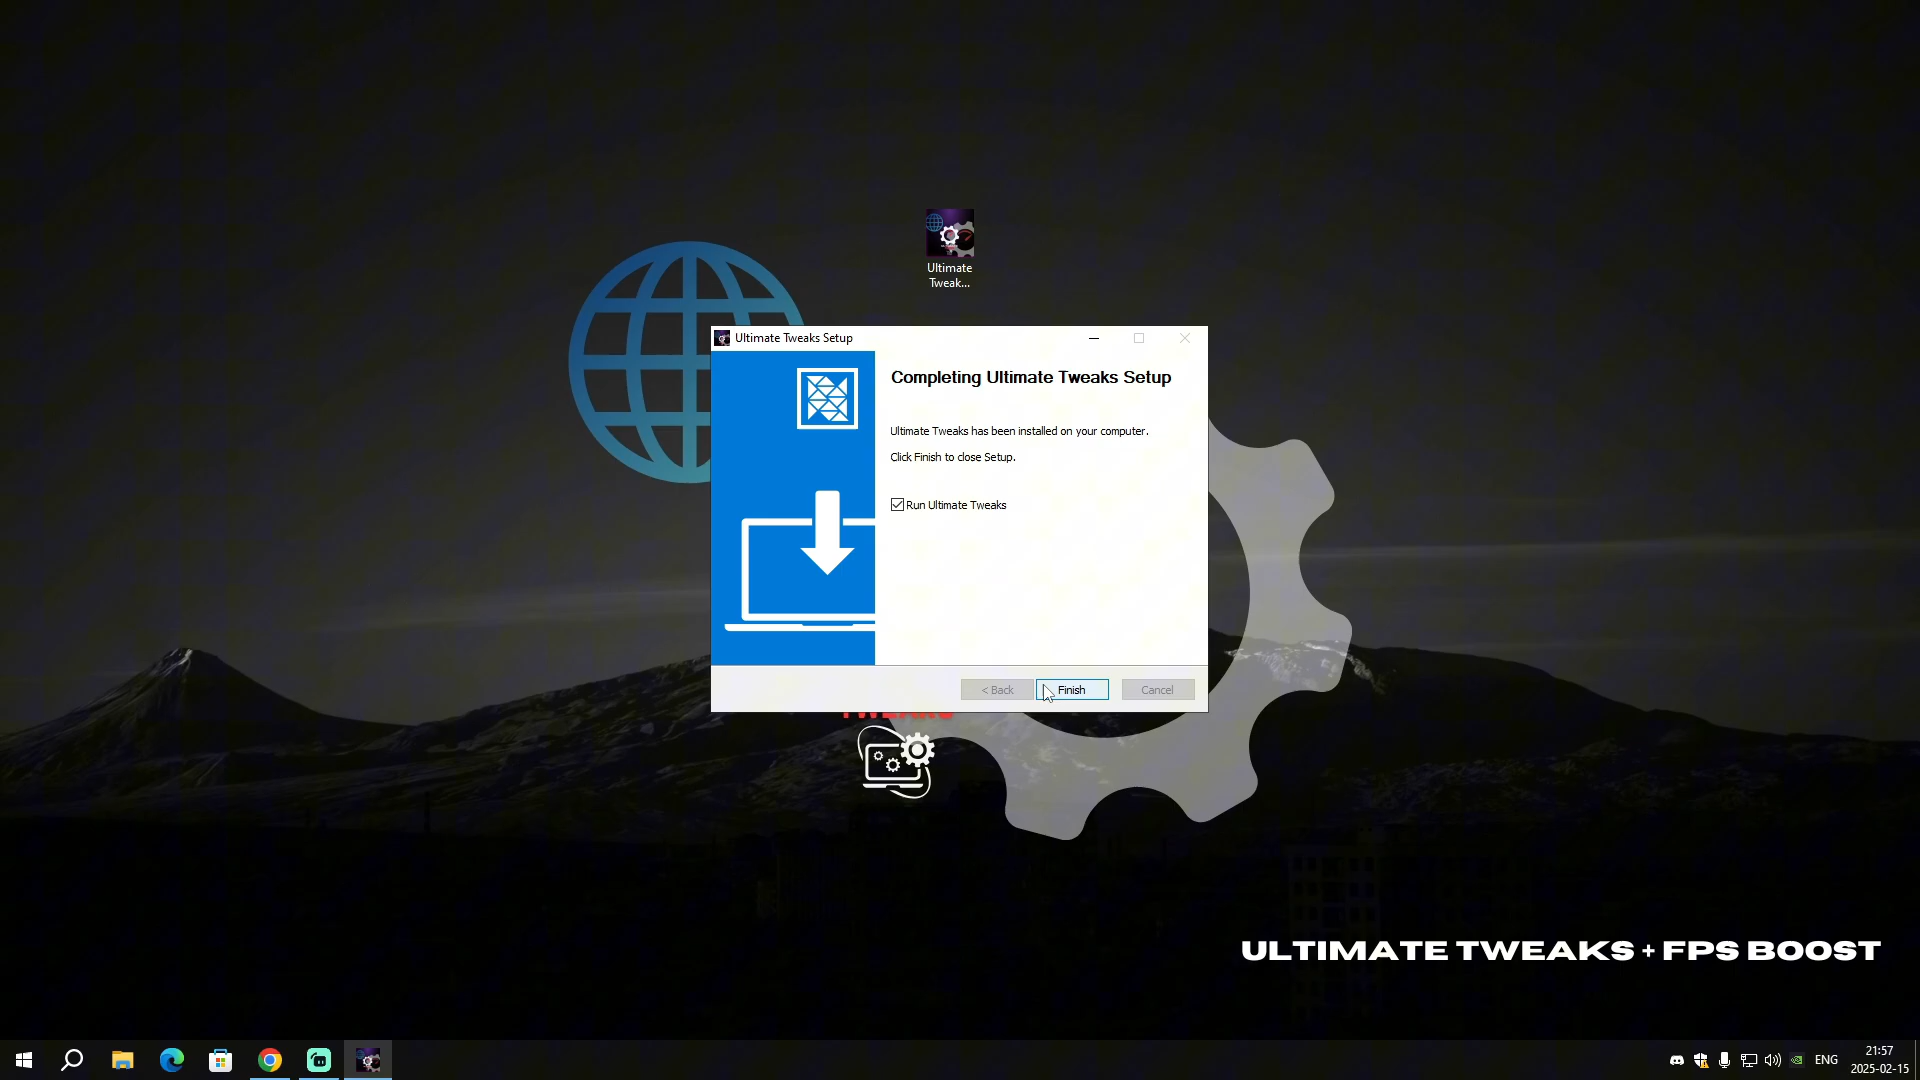 Ultimate
Tweak...
Ultimate Tweaks Setup
Completing Ultimate Tweaks Setup
Ultimate Tweaks has been installed on your computer.
Click Finish to close Setup.
Run Ultimate Tweaks
< Back
Finish
Cancel
TWEAKS
ULTIMATE TWEAKS + FPS BOOST
ENG
21:57
2025-02-15